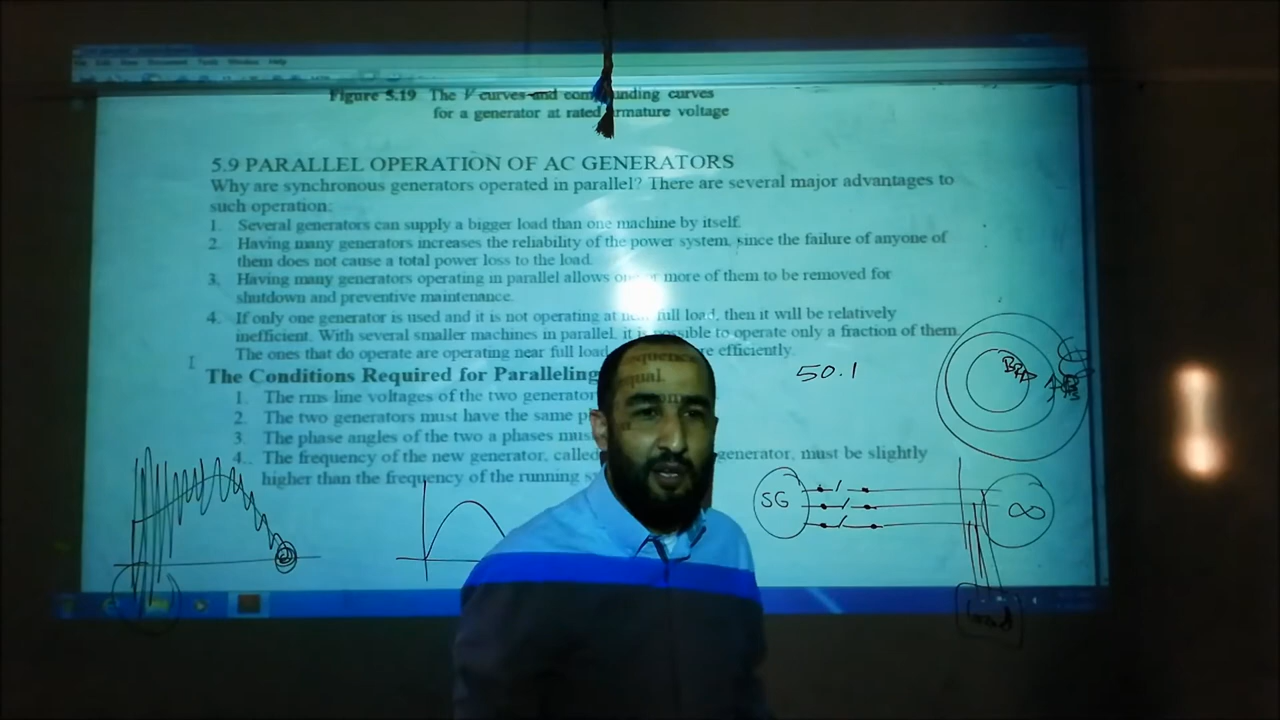 Figure 5.19 The V curves and compounding curves
for a generator at rated armature voltage
5.9 PARALLEL OPERATION OF AC GENERATORS
Why are synchronous generators operated in parallel? There are several major advantages to
such operation:
1. Several generators can supply a bigger load than one machine by itself.
2. Having many generators increases the reliability of the power system, since the failure of anyone of
them does not cause a total power loss to the load.
3. Having many generators operating in parallel allows one or more of them to be removed for
shutdown and preventive maintenance.
4. If only one generator is used and it is not operating at near full load, then it will be relatively
inefficient. With several smaller machines in parallel, it is possible to operate only a fraction of them.
The ones that do operate are operating near full load re efficiently.
The Conditions Required for Paralleling
1. The rms line voltages of the two generator
equal.
2. The two generators must have the same p
sequence
3. The phase angles of the two a phases mus
4. The frequency of the new generator, called generator, must be slightly
higher than the frequency of the running s
50.1
SG
∞
load